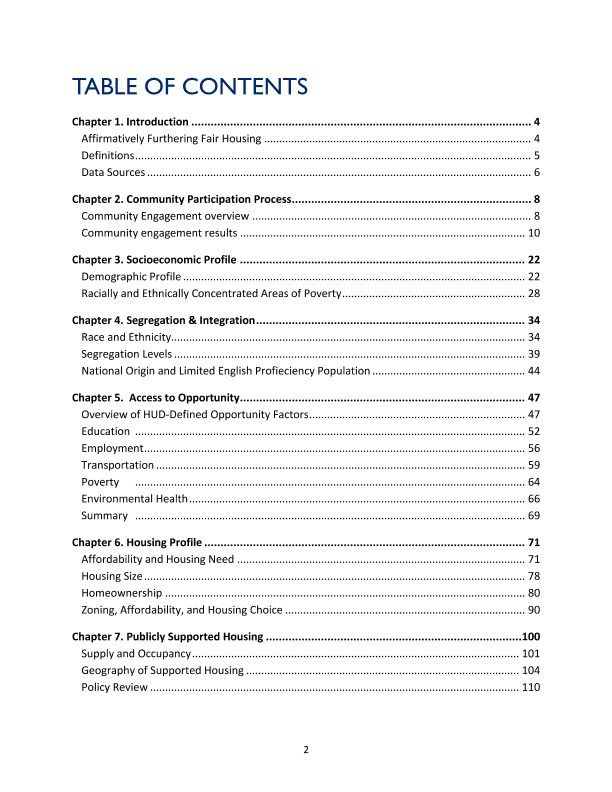 TABLE OF CONTENTS
Chapter 1. Introduction ........................................................................................................ 4
Affirmatively Furthering Fair Housing ........................................................................................ 4
Definitions.................................................................................................................................. 5
Data Sources .............................................................................................................................. 6
Chapter 2. Community Participation Process......................................................................... 8
Community Engagement overview ............................................................................................ 8
Community engagement results .............................................................................................. 10
Chapter 3. Socioeconomic Profile ....................................................................................... 22
Demographic Profile ................................................................................................................. 22
Racially and Ethnically Concentrated Areas of Poverty............................................................. 28
Chapter 4. Segregation & Integration.................................................................................. 34
Race and Ethnicity..................................................................................................................... 34
Segregation Levels .................................................................................................................... 39
National Origin and Limited English Profieciency Population ................................................... 44
Chapter 5.  Access to Opportunity....................................................................................... 47
Overview of HUD-Defined Opportunity Factors........................................................................ 47
Education ................................................................................................................................. 52
Employment.............................................................................................................................. 56
Transportation .......................................................................................................................... 59
Poverty ................................................................................................................................. 64
Environmental Health................................................................................................................ 66
Summary ................................................................................................................................. 69
Chapter 6. Housing Profile .................................................................................................. 71
Affordability and Housing Need ............................................................................................... 71
Housing Size .............................................................................................................................. 78
Homeownership ....................................................................................................................... 80
Zoning, Affordability, and Housing Choice ................................................................................ 90
Chapter 7. Publicly Supported Housing ...............................................................................100
Supply and Occupancy............................................................................................................. 101
Geography of Supported Housing ........................................................................................... 104
Policy Review .......................................................................................................................... 110
2